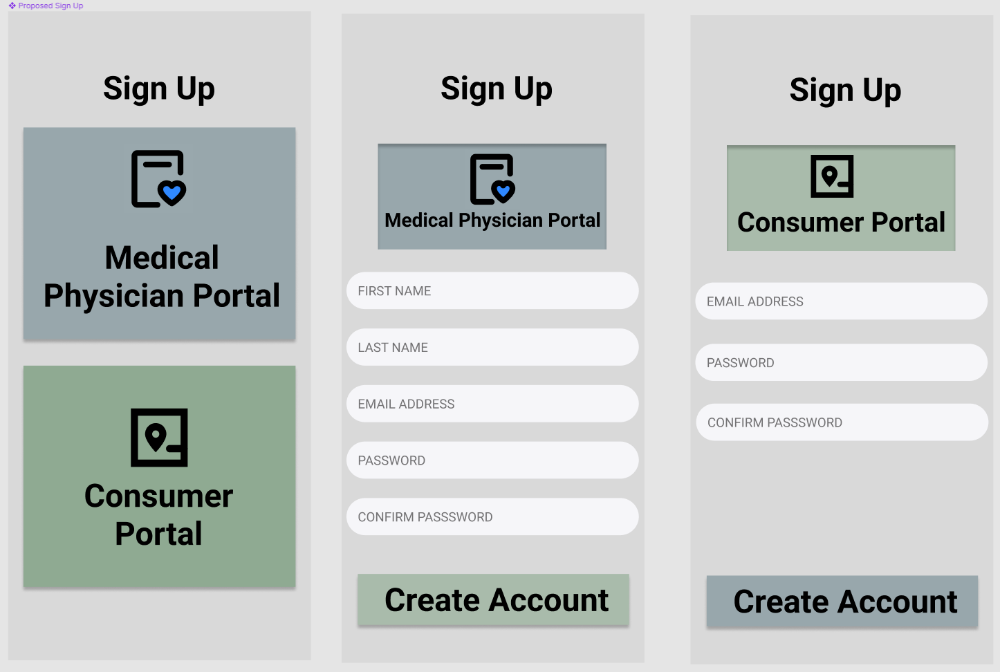 Proposed Sign Up
Sign Up
Medical
Physician Portal
Consumer
Portal
Sign Up
Medical Physician Portal
FIRST NAME
LAST NAME
EMAIL ADDRESS
PASSWORD
CONFIRM PASSSWORD
Create Account
Sign Up
Consumer Portal
EMAIL ADDRESS
PASSWORD
CONFIRM PASSSWORD
Create Account